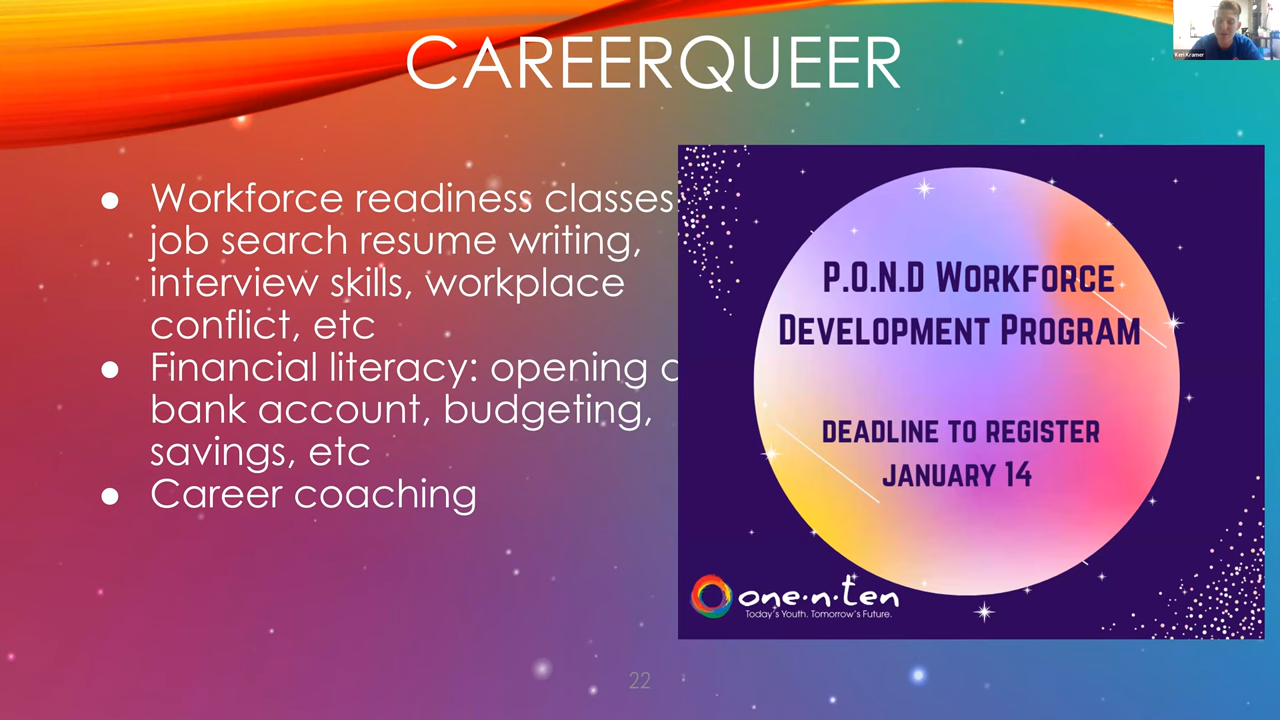 CAREERQUEER
Keri Kramer
● Workforce readiness classes
job search resume writing,
interview skills, workplace
conflict, etc
● Financial literacy: opening a
bank account, budgeting,
savings, etc
● Career coaching
P.O.N.D WORKFORCE
DEVELOPMENT PROGRAM
DEADLINE TO REGISTER
JANUARY 14
one·n·ten
Today's Youth. Tomorrow's Future.
22